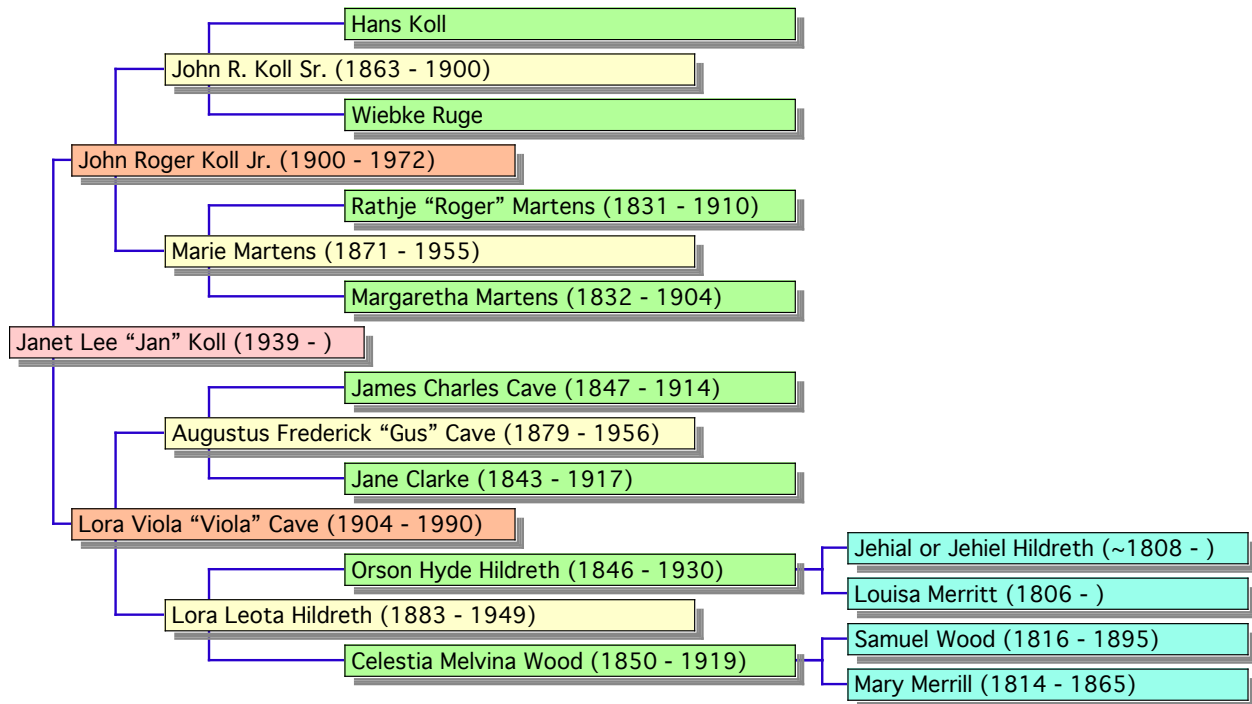 Hans Koll
John R. Koll Sr. (1863 - 1900)
Wiebke Ruge
John Roger Koll Jr. (1900 - 1972)
Rathje “Roger” Martens (1831 - 1910)
Marie Martens (1871 - 1955)
Margaretha Martens (1832 - 1904)
Janet Lee “Jan” Koll (1939 - )
James Charles Cave (1847 - 1914)
Augustus Frederick “Gus” Cave (1879 - 1956)
Jane Clarke (1843 - 1917)
Lora Viola “Viola” Cave (1904 - 1990)
Jehial or Jehiel Hildreth (~1808 - )
Orson Hyde Hildreth (1846 - 1930)
Louisa Merritt (1806 - )
Lora Leota Hildreth (1883 - 1949)
Samuel Wood (1816 - 1895)
Celestia Melvina Wood (1850 - 1919)
Mary Merrill (1814 - 1865)